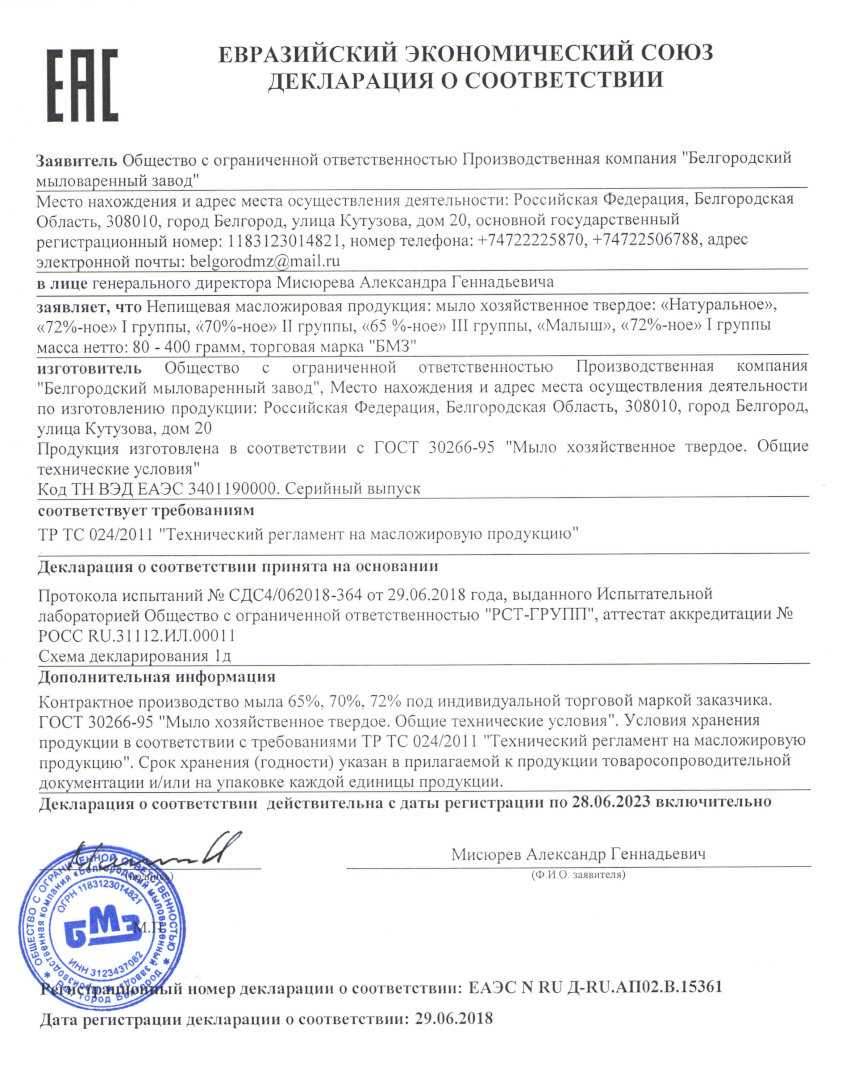 EAC
ЕВРАЗИЙСКИЙ ЭКОНОМИЧЕСКИЙ СОЮЗ
ДЕКЛАРАЦИЯ О СООТВЕТСТВИИ
Заявитель Общество с ограниченной ответственностью Производственная компания "Белгородский
мыловаренный завод"
Место нахождения и адрес места осуществления деятельности: Российская Федерация, Белгородская
Область, 308010, город Белгород, улица Кутузова, дом 20, основной государственный
регистрационный номер: 1183123014821, номер телефона: +74722225870, +74722506788, адрес
электронной почты: belgorodmz@mail.ru
в лице генерального директора Мисюрева Александра Геннадьевича
заявляет, что Непищевая масложировая продукция: мыло хозяйственное твердое: «Натуральное»,
«72%-ное» I группы, «70%-ное» II группы, «65 %-ное» III группы, «Малыш», «72%-ное» I группы
масса нетто: 80 - 400 грамм, торговая марка "БМЗ"
изготовитель Общество с ограниченной ответственностью Производственная компания
"Белгородский мыловаренный завод", Место нахождения и адрес места осуществления деятельности
по изготовлению продукции: Российская Федерация, Белгородская Область, 308010, город Белгород,
улица Кутузова, дом 20
Продукция изготовлена в соответствии с ГОСТ 30266-95 "Мыло хозяйственное твердое. Общие
технические условия"
Код ТН ВЭД ЕАЭС 3401190000. Серийный выпуск
соответствует требованиям
ТР ТС 024/2011 "Технический регламент на масложировую продукцию"
Декларация о соответствии принята на основании
Протокола испытаний № СДС4/062018-364 от 29.06.2018 года, выданного Испытательной
лабораторией Общество с ограниченной ответственностью "РСТ-ГРУПП", аттестат аккредитации №
РОСС RU.31112.ИЛ.00011
Схема декларирования 1д
Дополнительная информация
Контрактное производство мыла 65%, 70%, 72% под индивидуальной торговой маркой заказчика.
ГОСТ 30266-95 "Мыло хозяйственное твердое. Общие технические условия". Условия хранения
продукции в соответствии с требованиями ТР ТС 024/2011 "Технический регламент на масложировую
продукцию". Срок хранения (годности) указан в прилагаемой к продукции товаросопроводительной
документации и/или на упаковке каждой единицы продукции.
Декларация о соответствии действительна с даты регистрации по 28.06.2023 включительно
Мисюрев Александр Геннадьевич
(подпись)
(Ф.И.О. заявителя)
ОБЩЕСТВО С ОГРАНИЧЕННОЙ ОТВЕТСТВЕННОСТЬЮ
Производственная компания «Белгородский мыловаренный завод»
ОГРН 1183123014821
БМЗ
М.П.
ИНН 3123437082
город Белгород
Регистрационный номер декларации о соответствии: ЕАЭС N RU Д-RU.АП02.В.15361
Дата регистрации декларации о соответствии: 29.06.2018